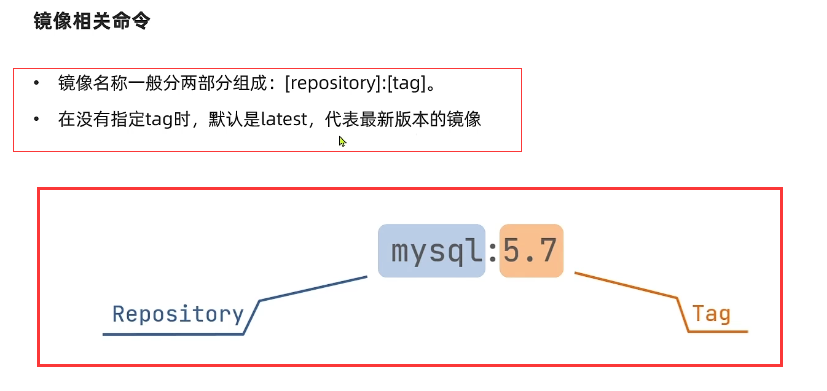 镜像相关命令
• 镜像名称一般分两部分组成：[repository]:[tag]。
• 在没有指定tag时，默认是latest，代表最新版本的镜像
mysql:5.7
Repository
Tag